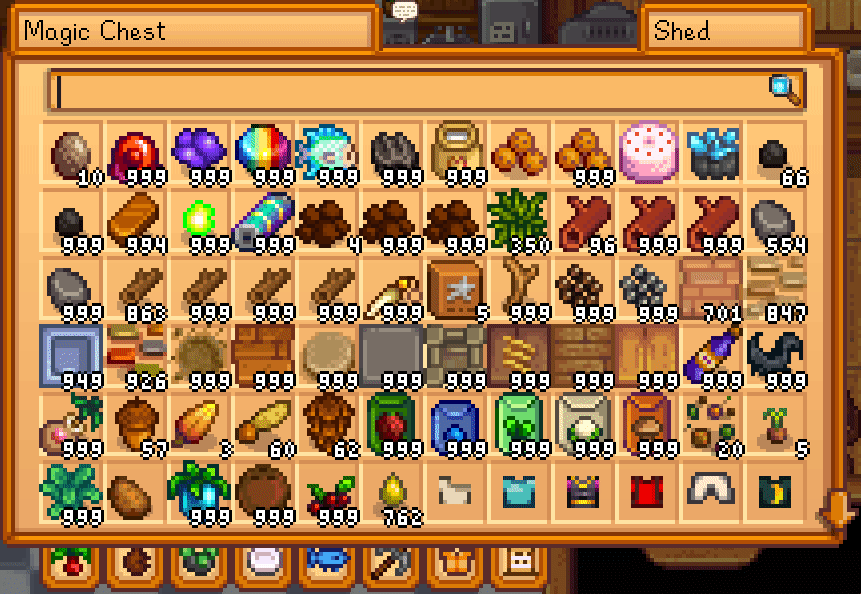 Magic Chest
Shed
10 999 999 999 999 999 999 999 66
999 994 999 999 4 999 999 350 96 999 999 554
999 868 999 999 999 999 5 999 999 999 701 847
949 926 999 999 999 999 999 999 999 999 999 999
999 57 3 60 62 999 999 999 999 999 20 5
999 999 999 999 762